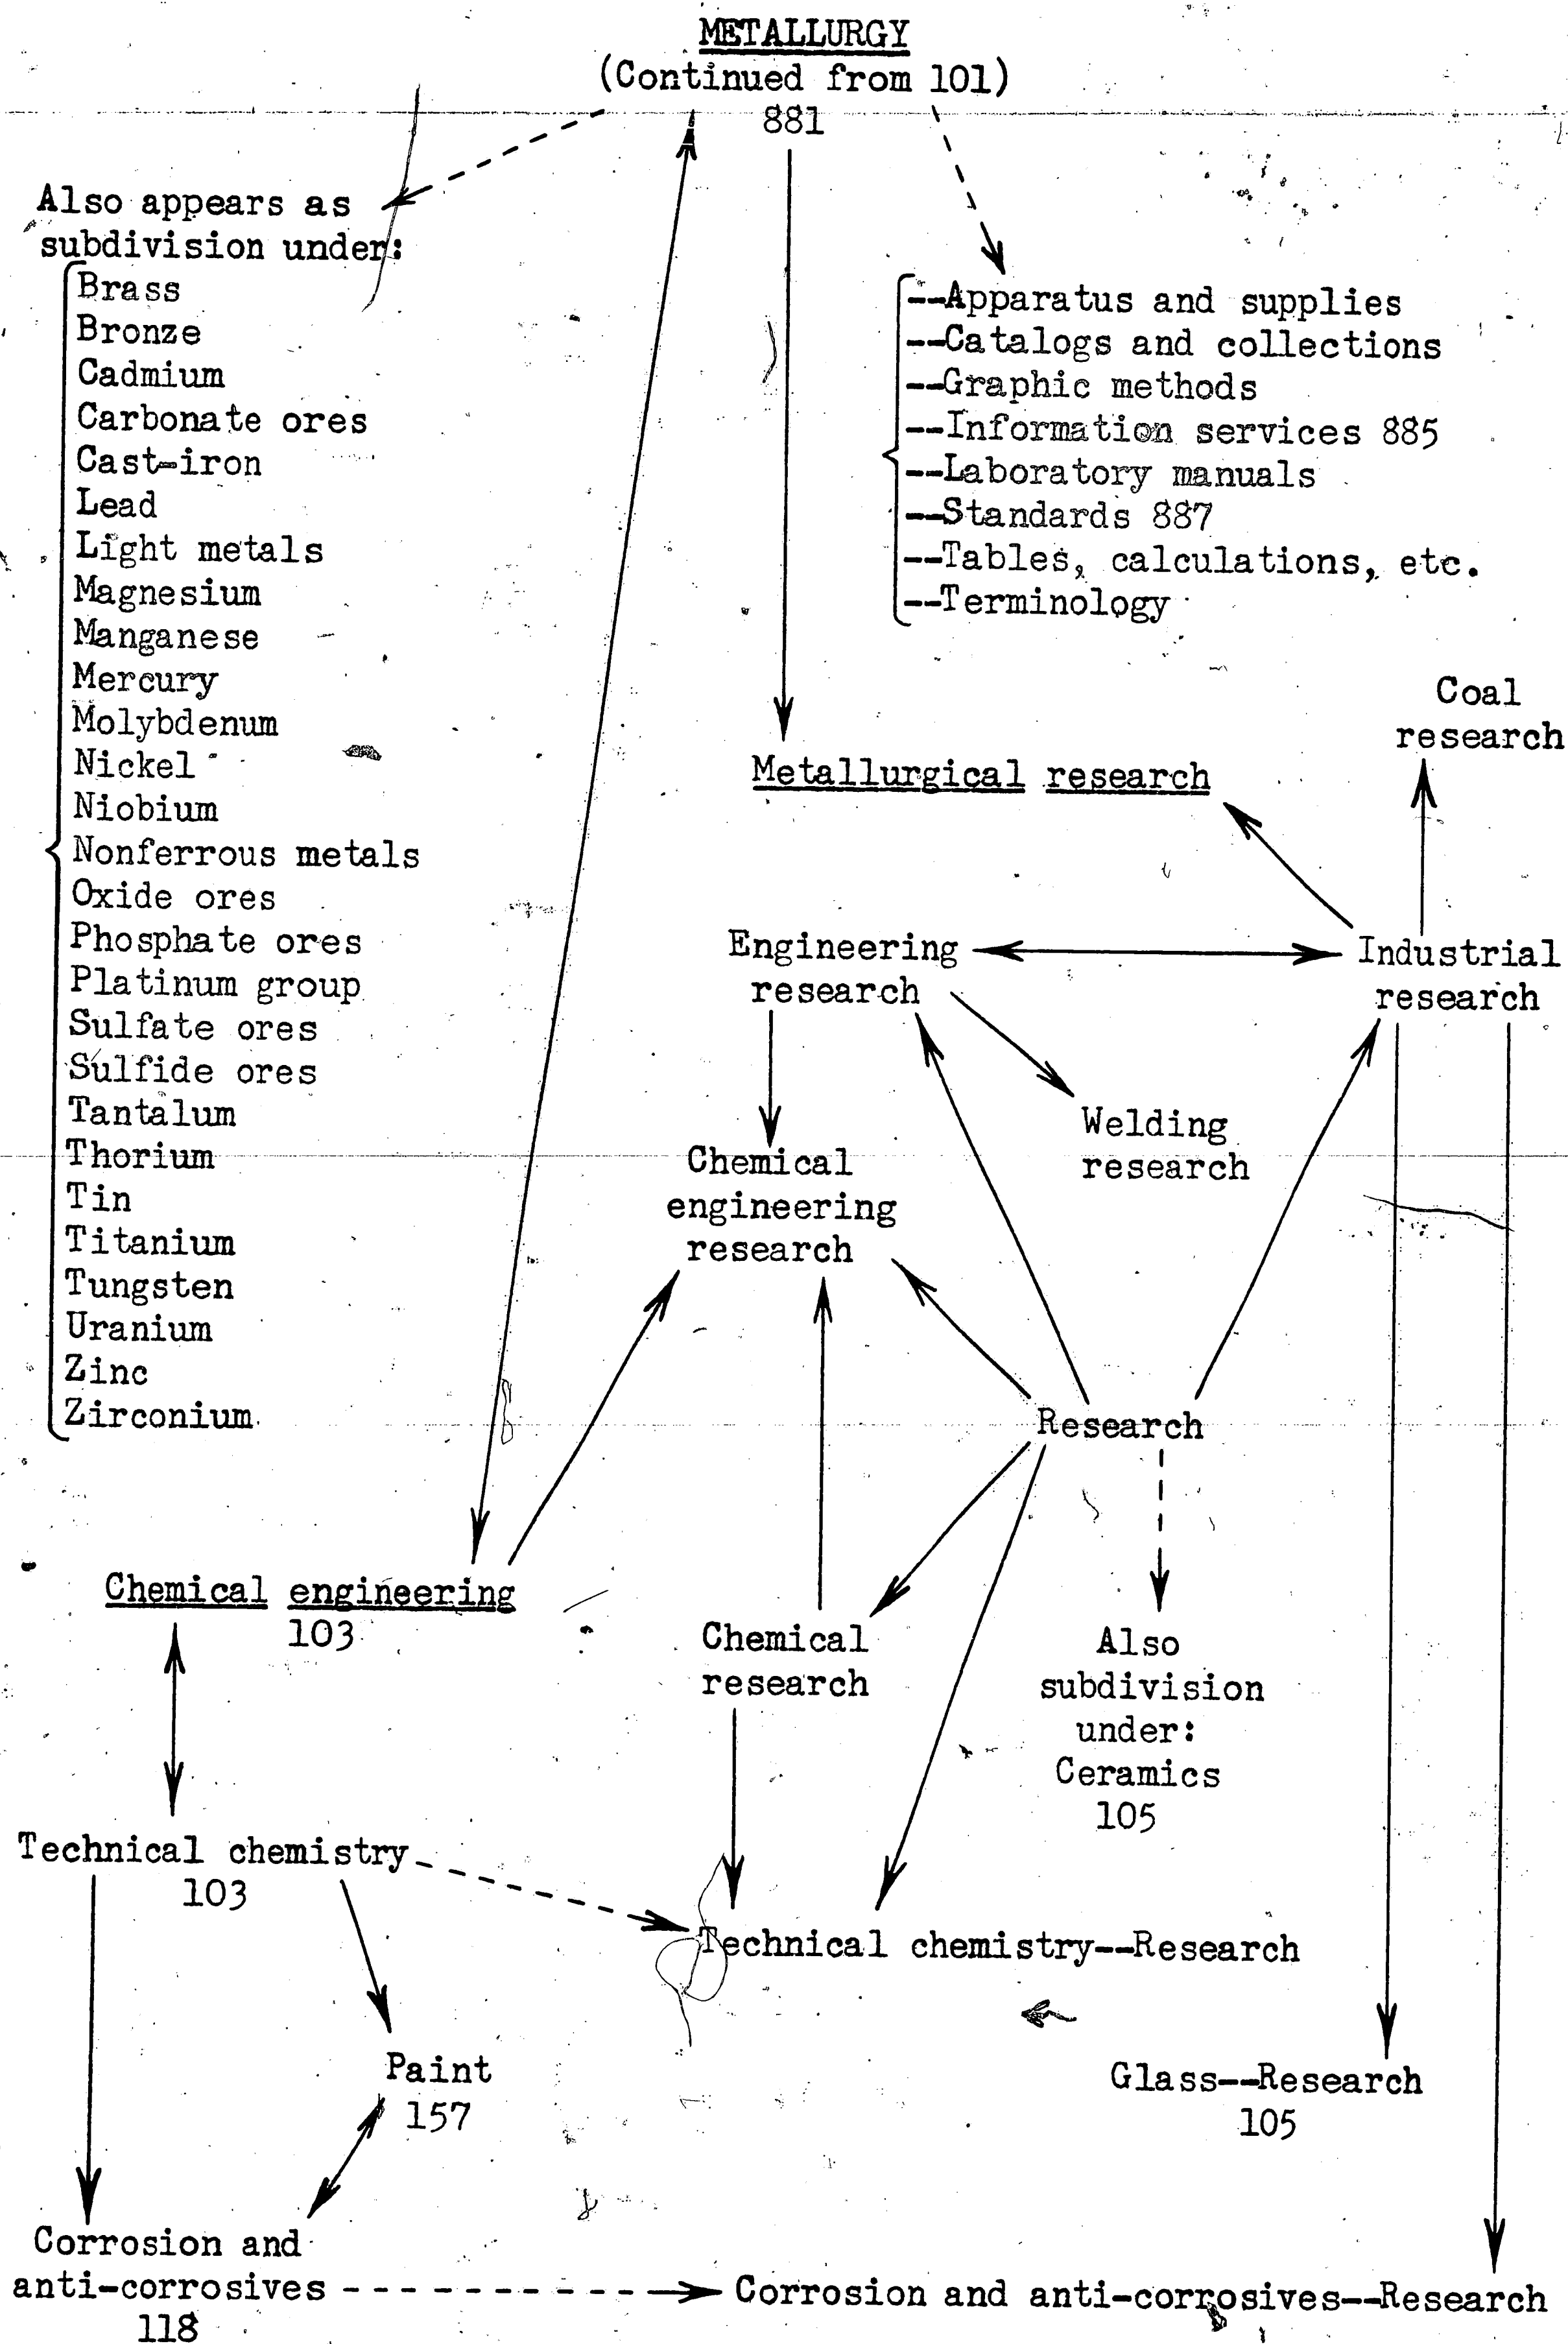 METALLURGY
(Continued from 101)
881
Also appears as
subdivision under:
Brass
Bronze
Cadmium
Carbonate ores
Cast-iron
Lead
Light metals
Magnesium
Manganese
Mercury
Molybdenum
Nickel
Niobium
Nonferrous metals
Oxide ores
Phosphate ores
Platinum group
Sulfate ores
Sulfide ores
Tantalum
Thorium
Tin
Titanium
Tungsten
Uranium
Zinc
Zirconium
--Apparatus and supplies
--Catalogs and collections
--Graphic methods
--Information services 885
--Laboratory manuals
--Standards 887
--Tables, calculations, etc.
--Terminology
Coal
research
Metallurgical research
Engineering
research
Industrial
research
Welding
research
Chemical
engineering
research
Research
Chemical engineering
103
Chemical
research
Also
subdivision
under:
Ceramics
105
Technical chemistry
103
Technical chemistry--Research
Paint
157
Glass--Research
105
Corrosion and
anti-corrosives
118
Corrosion and anti-corrosives--Research